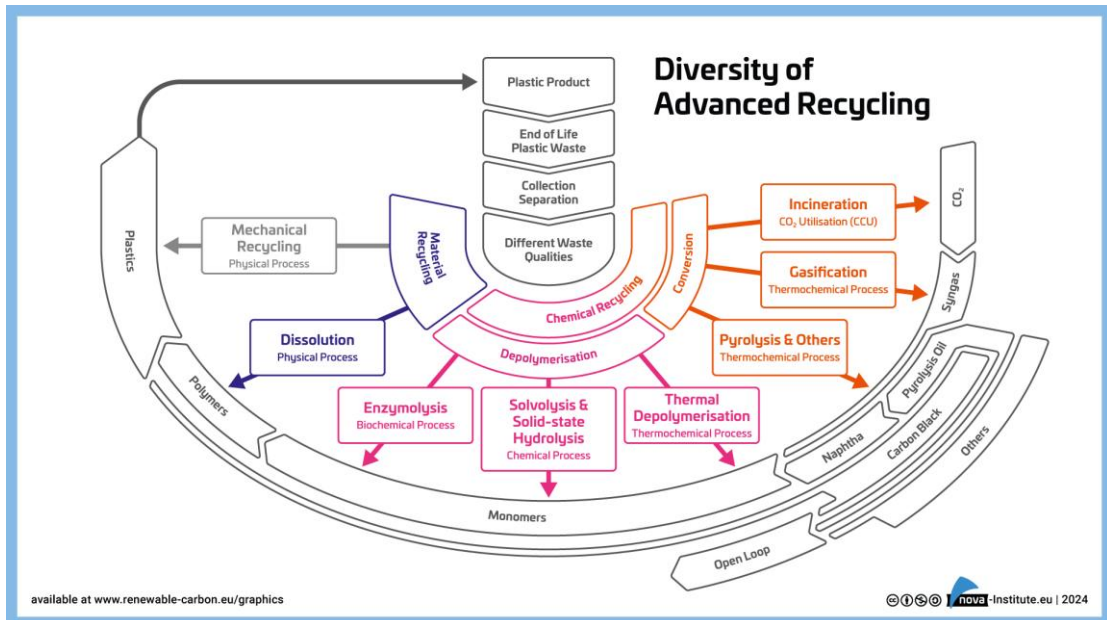 Diversity of
Advanced Recycling
Plastic Product
End of Life
Plastic Waste
Collection
Separation
Different Waste
Qualities
Mechanical
Recycling
Physical Process
Material
Recycling
Dissolution
Physical Process
Chemical Recycling
Depolymerisation
Conversion
Enzymolysis
Biochemical Process
Solvolysis &
Solid-state
Hydrolysis
Chemical Process
Thermal
Depolymerisation
Thermochemical Process
Incineration
CO₂ Utilisation (CCU)
Gasification
Thermochemical Process
Pyrolysis & Others
Thermochemical Process
Plastics
Polymers
Monomers
Naphtha
Pyrolysis Oil
Syngas
CO₂
Carbon Black
Others
Open Loop
available at www.renewable-carbon.eu/graphics
nova-Institute.eu | 2024